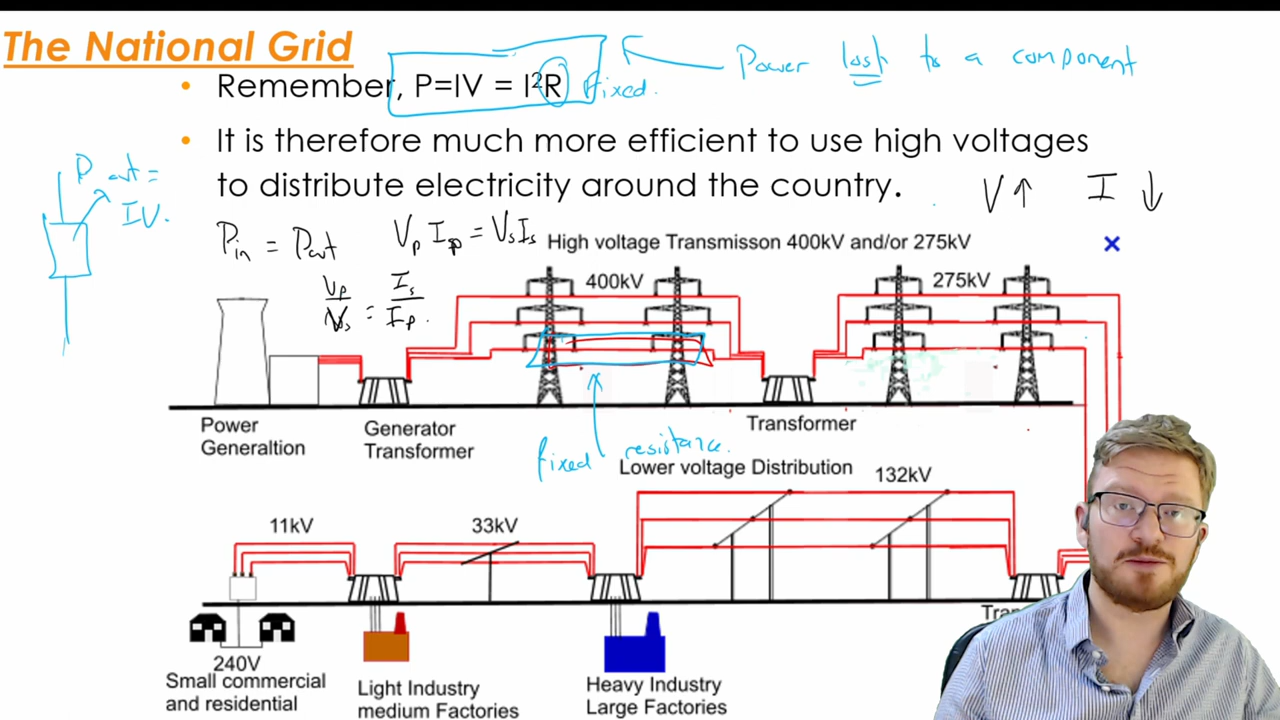 The National Grid
• Remember, P=IV = I²R fixed.
Power lost to a component
• It is therefore much more efficient to use high voltages
to distribute electricity around the country.
P out =
IV.
V↑ I↓
Pin = Pout
Vp Ip = Vs Is
Vp/Vs = Is/Ip.
High voltage Transmisson 400kV and/or 275kV
400kV
275kV
Power
Generaltion
Generator
Transformer
Transformer
fixed resistance.
Lower voltage Distribution
132kV
11kV
33kV
240V
Small commercial
and residential
Light Industry
medium Factories
Heavy Industry
Large Factories